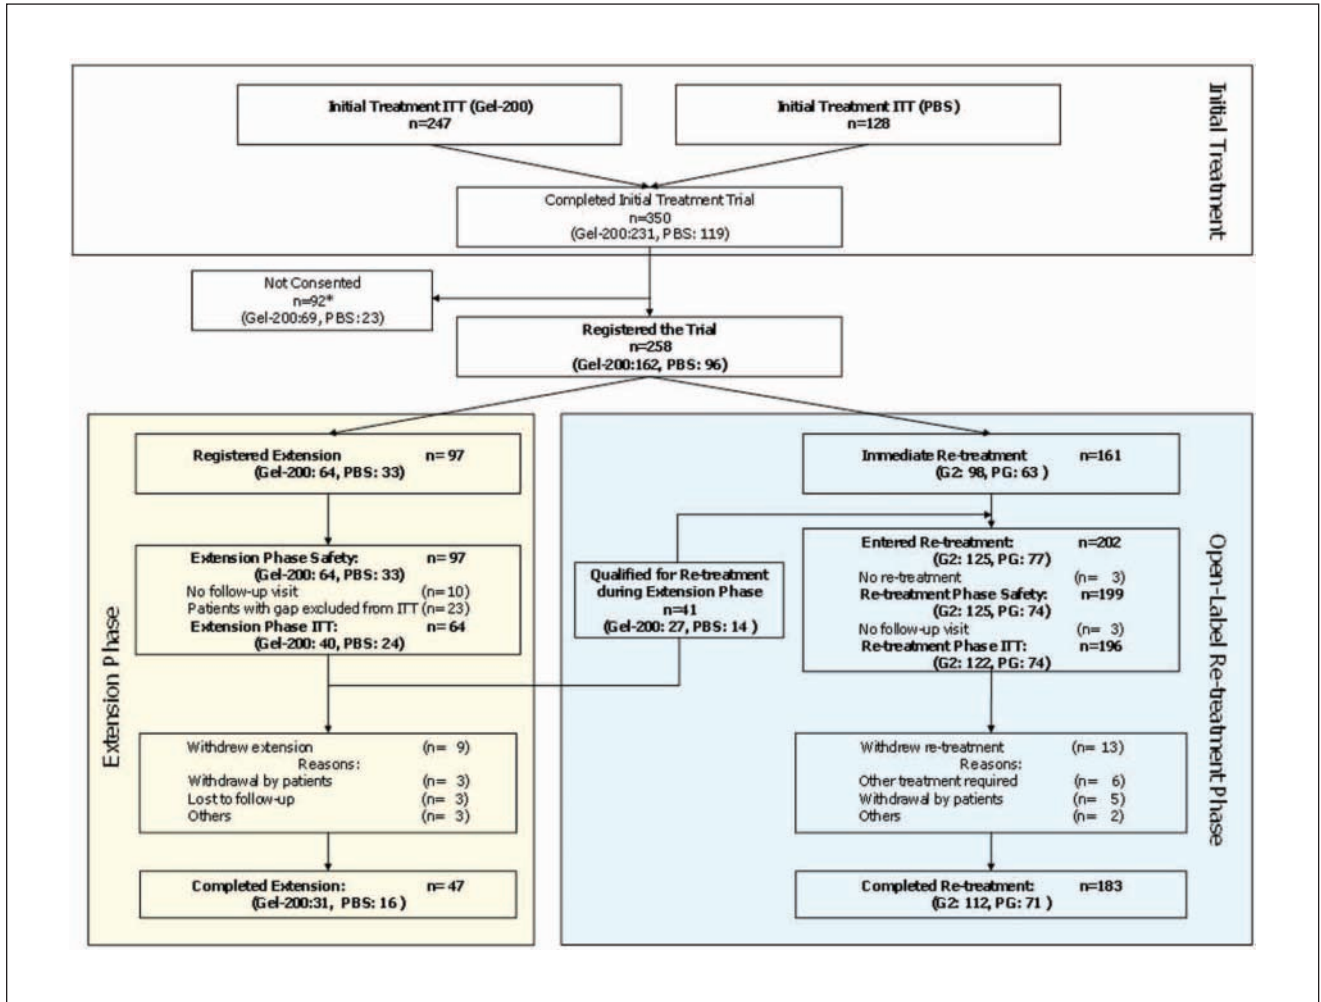 Initial Treatment
Initial Treatment ITT (Gel-200)
n=247
Initial Treatment ITT (PBS)
n=128
Completed Initial Treatment Trial
n=350
(Gel-200:231, PBS: 119)
Not Consented
n=92*
(Gel-200:69, PBS:23)
Registered the Trial
n=258
(Gel-200:162, PBS: 96)
Extension Phase
Registered Extension n= 97
(Gel-200: 64, PBS: 33)
Extension Phase Safety: n= 97
(Gel-200: 64, PBS: 33)
No follow-up visit (n=10)
Patients with gap excluded from ITT (n=23)
Extension Phase ITT: n= 64
(Gel-200: 40, PBS: 24)
Withdrew extension (n= 9)
Reasons:
Withdrawal by patients (n= 3)
Lost to follow-up (n= 3)
Others (n= 3)
Completed Extension: n= 47
(Gel-200:31, PBS: 16 )
Qualified for Re-treatment
during Extension Phase
n=41
(Gel-200: 27, PBS: 14 )
Open-Label Re-treatment Phase
Immediate Re-treatment n=161
(G2: 98, PG: 63 )
Entered Re-treatment: n=202
(G2: 125, PG: 77)
No re-treatment (n= 3)
Re-treatment Phase Safety: n=199
(G2: 125, PG: 74)
No follow-up visit (n= 3)
Re-treatment Phase ITT: n=196
(G2: 122, PG: 74)
Withdrew re-treatment (n= 13)
Reasons:
Other treatment required (n= 6)
Withdrawal by patients (n= 5)
Others (n= 2)
Completed Re-treatment: n=183
(G2: 112, PG: 71 )